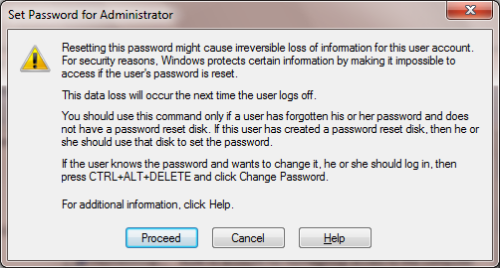 Set Password for Administrator
Resetting this password might cause irreversible loss of information for this user account.
For security reasons, Windows protects certain information by making it impossible to
access if the user's password is reset.
This data loss will occur the next time the user logs off.
You should use this command only if a user has forgotten his or her password and does
not have a password reset disk. If this user has created a password reset disk, then he or
she should use that disk to set the password.
If the user knows the password and wants to change it, he or she should log in, then
press CTRL+ALT+DELETE and click Change Password.
For additional information, click Help.
Proceed
Cancel
Help